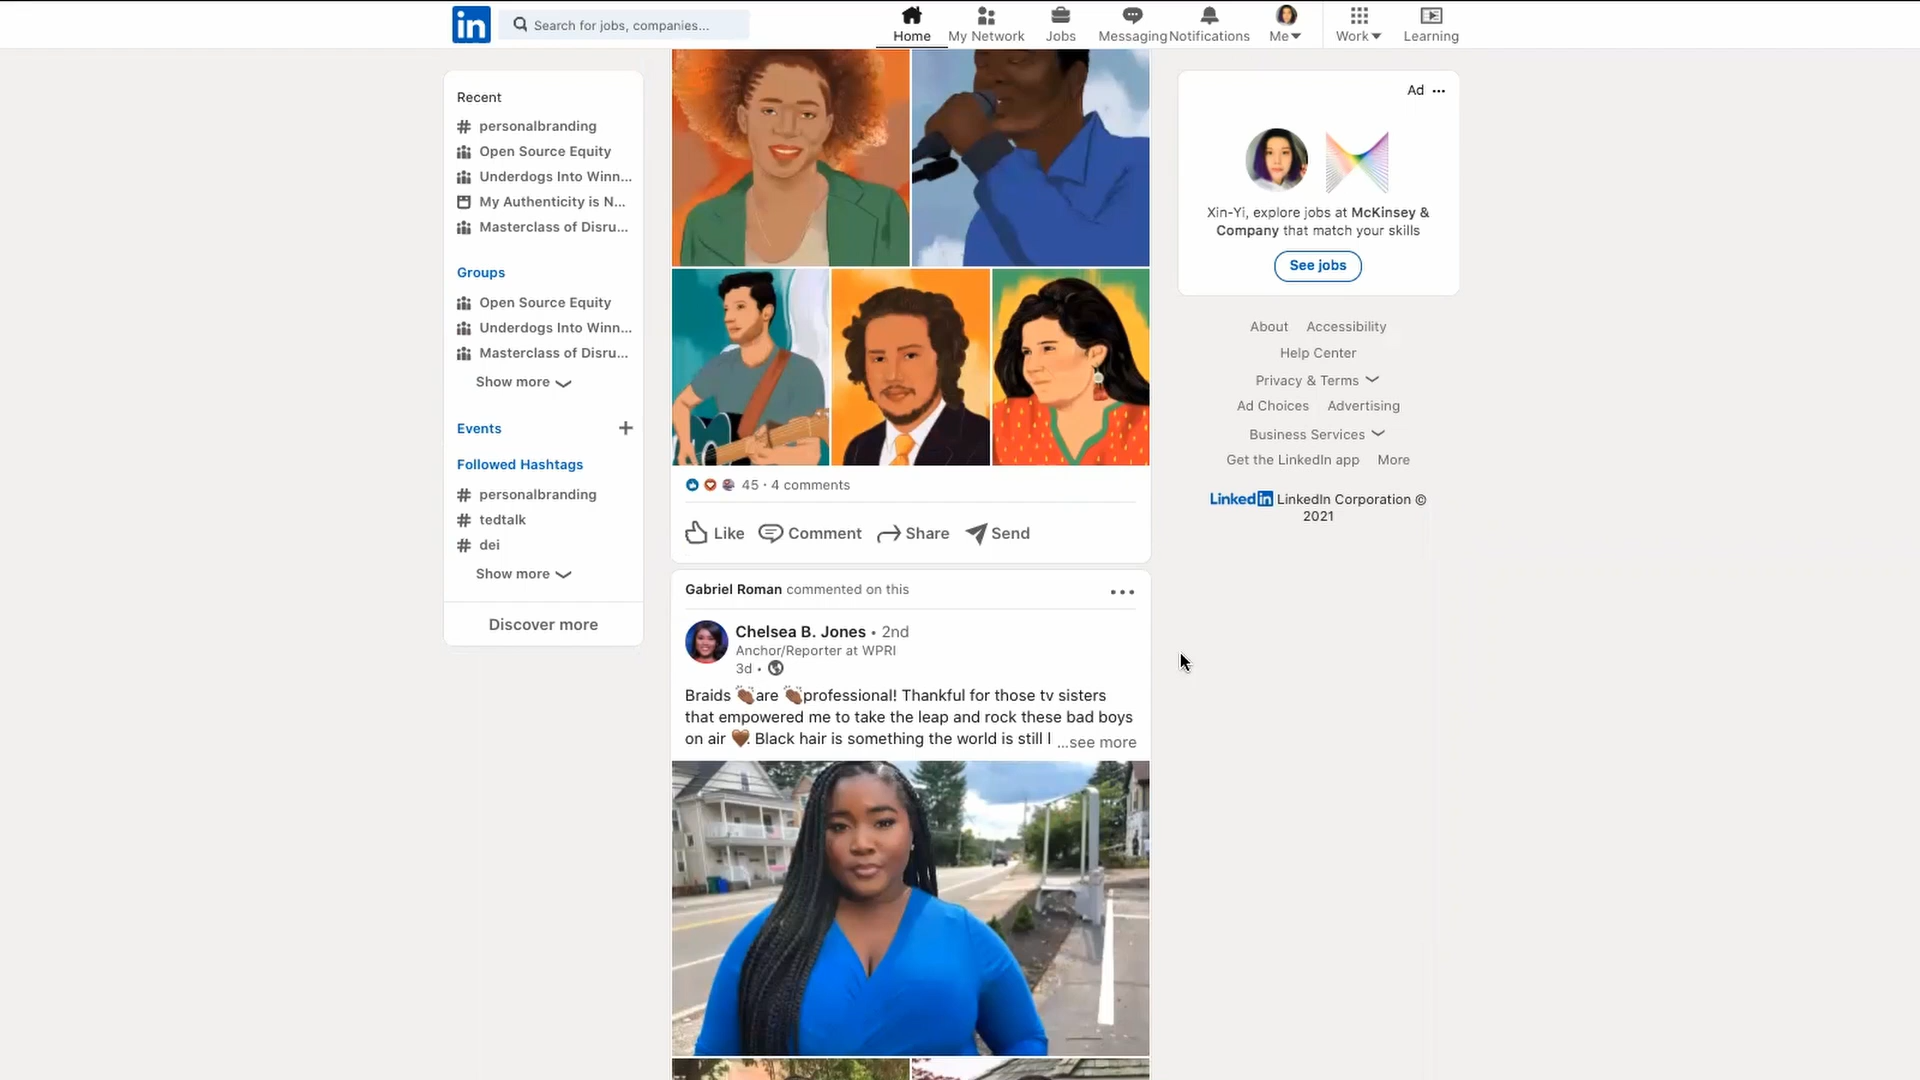 in
Search for jobs, companies...
Home
My Network
Jobs
Messaging
Notifications
Me
Work
Learning
Recent
# personalbranding
Open Source Equity
Underdogs Into Winn...
My Authenticity is N...
Masterclass of Disru...
Groups
Open Source Equity
Underdogs Into Winn...
Masterclass of Disru...
Show more
Events +
Followed Hashtags
# personalbranding
# tedtalk
# dei
Show more
Discover more
45 · 4 comments
Like
Comment
Share
Send
Gabriel Roman commented on this
Chelsea B. Jones • 2nd
Anchor/Reporter at WPRI
3d •
Braids 👏🏾are 👏🏾professional! Thankful for those tv sisters
that empowered me to take the leap and rock these bad boys
on air 🤎. Black hair is something the world is still l ...see more
Ad ...
Xin-Yi, explore jobs at McKinsey &
Company that match your skills
See jobs
About Accessibility
Help Center
Privacy & Terms
Ad Choices Advertising
Business Services
Get the LinkedIn app More
LinkedIn LinkedIn Corporation ©
2021